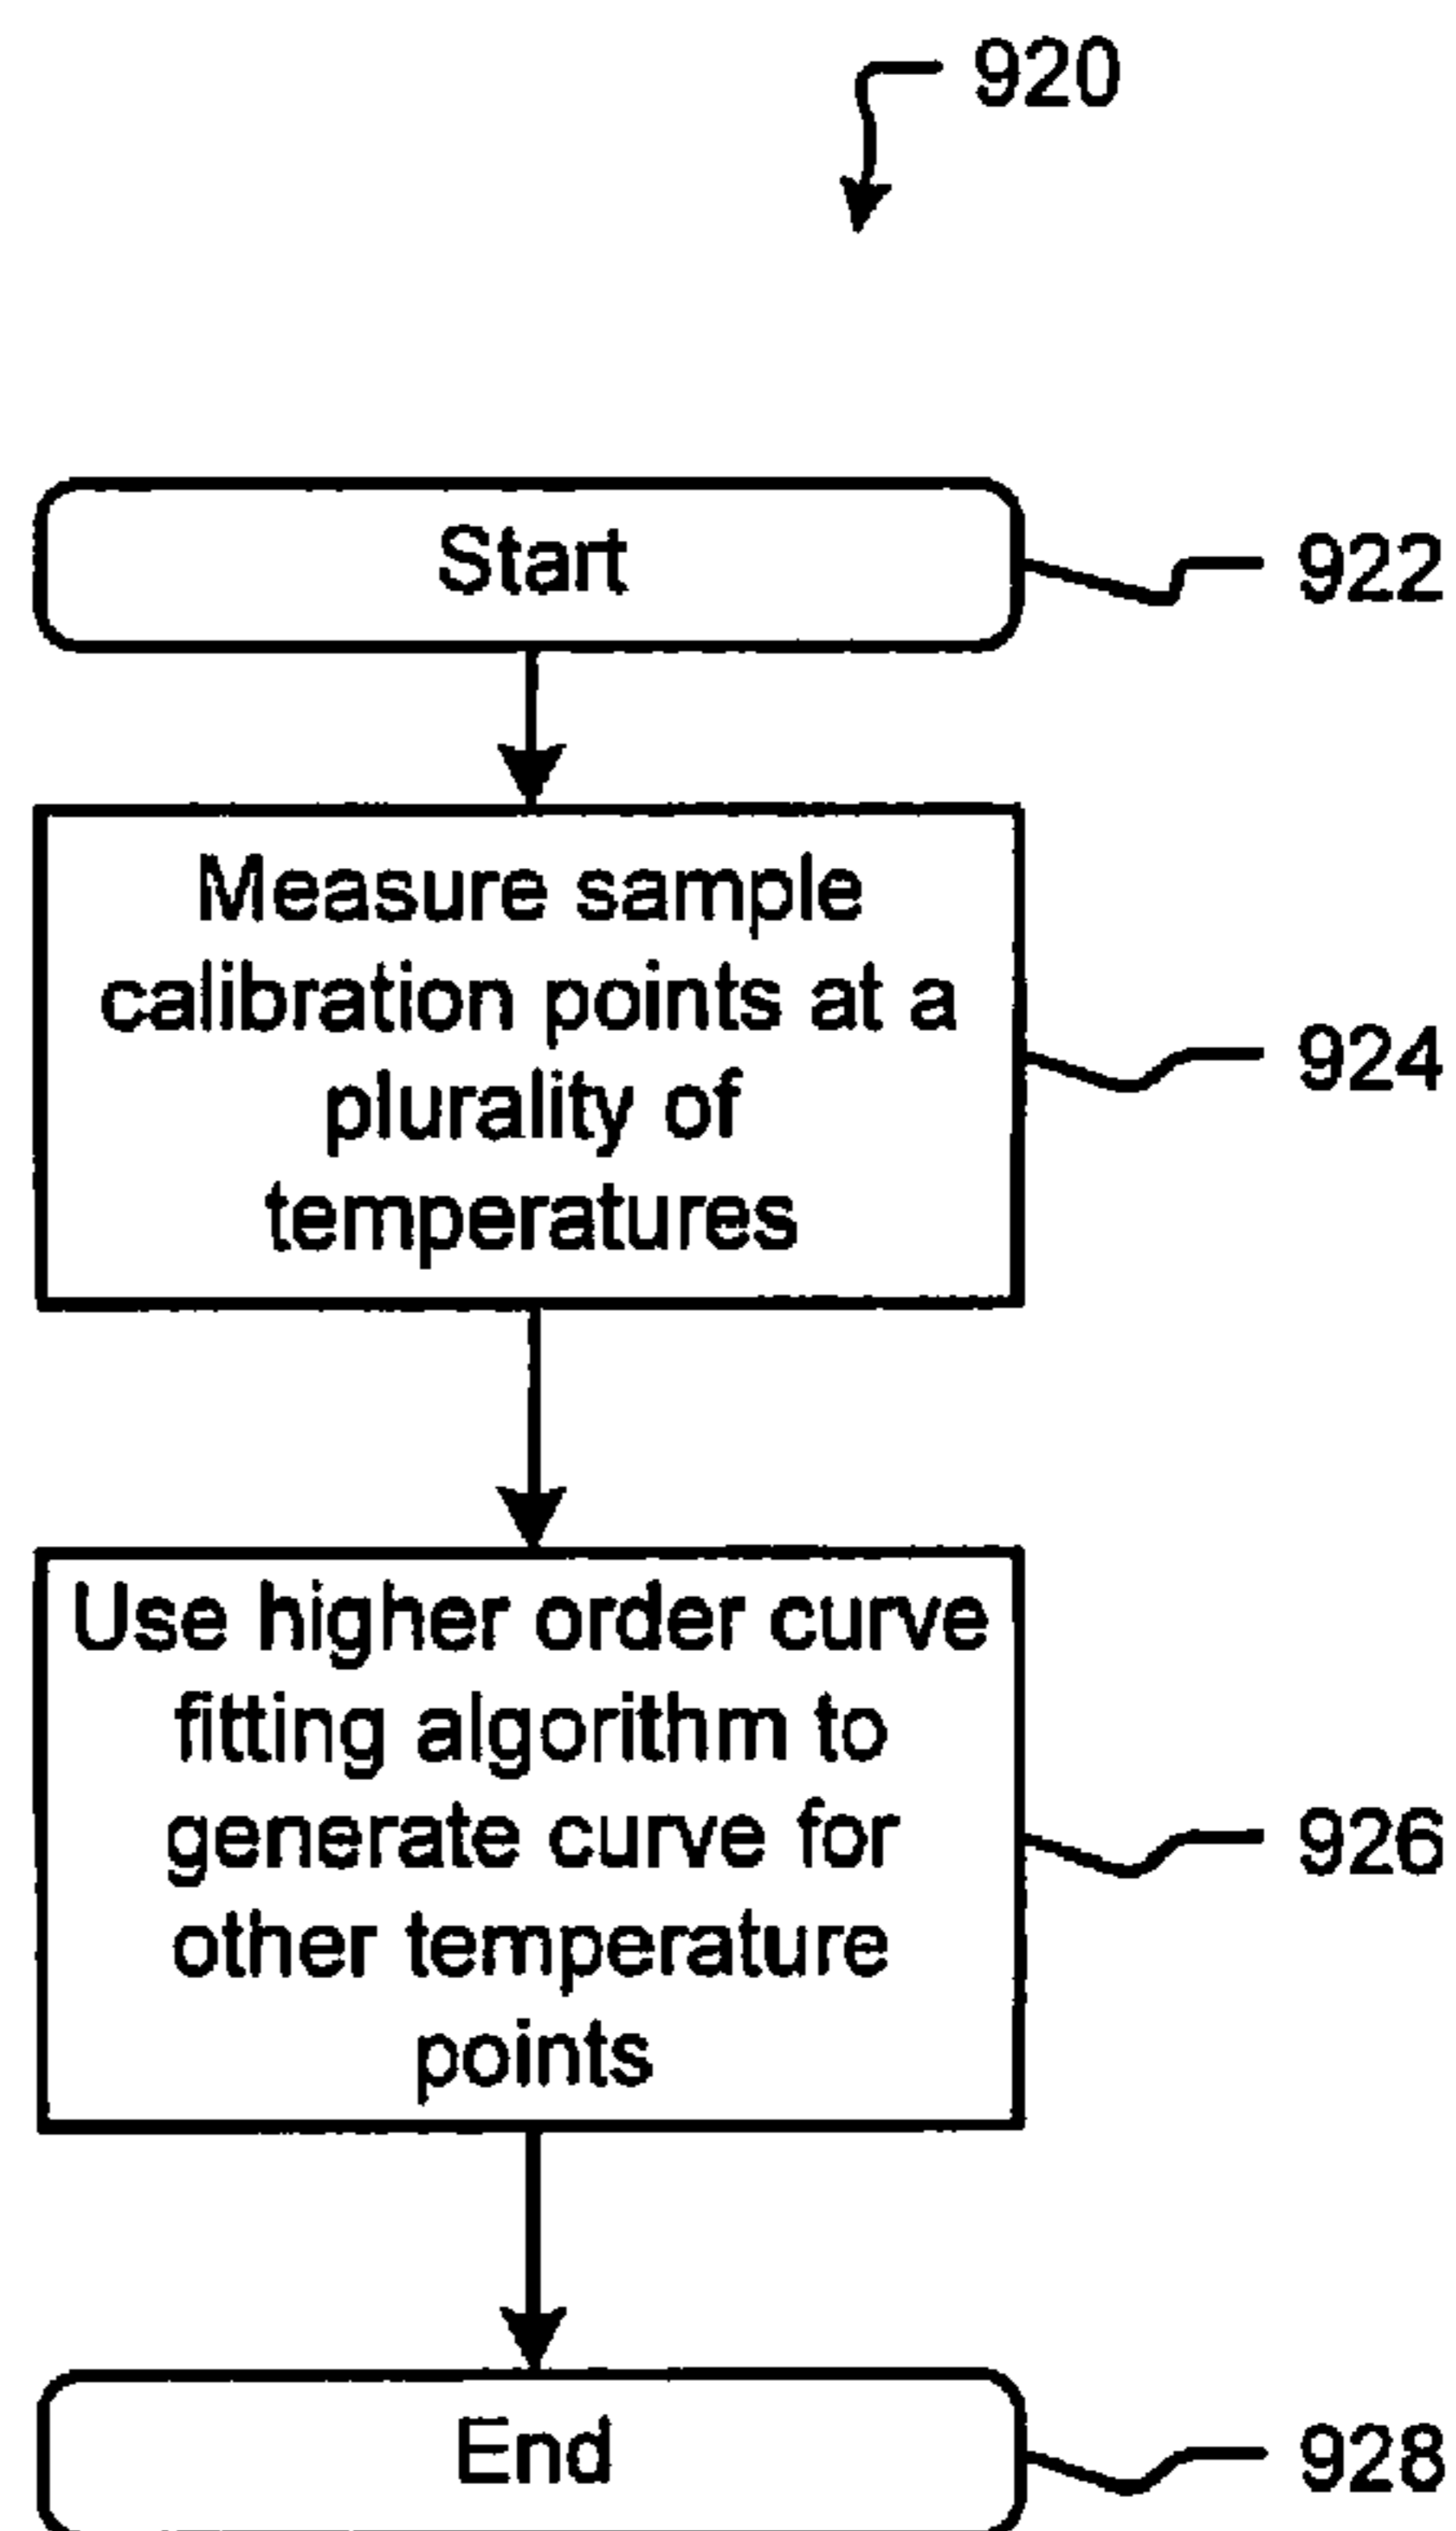 920
Start
922
Measure sample
calibration points at a
plurality of
temperatures
924
Use higher order curve
fitting algorithm to
generate curve for
other temperature
points
926
End
928